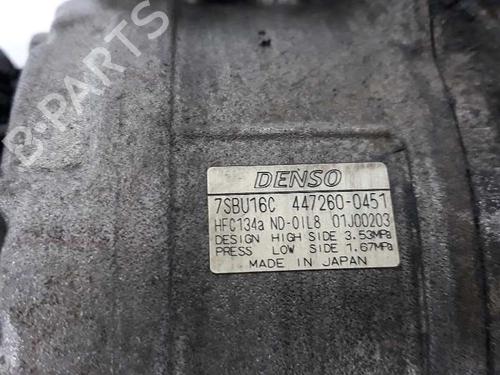 B-PARTS
DENSO
7SBU16C 447260-0451
HFC134a ND-OIL8 01J00203
DESIGN HIGH SIDE 3.53MPa
PRESS LOW SIDE 1.67MPa
MADE IN JAPAN
B-PARTS